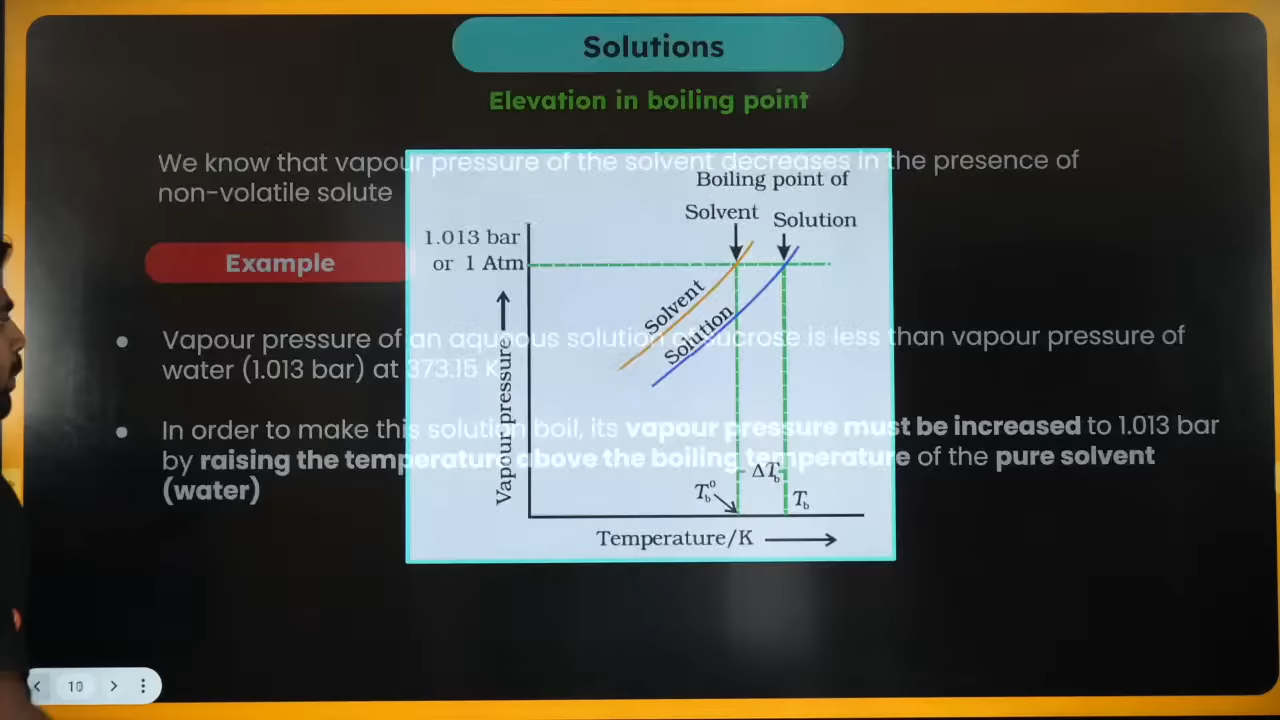 Solutions
Elevation in boiling point
We know that vapour pressure of the solvent decreases in the presence of
non-volatile solute
Example
Vapour pressure of an aqueous solution of sucrose is less than vapour pressure of
water (1.013 bar) at 373.15 K
In order to make this solution boil, its vapour pressure must be increased to 1.013 bar
by raising the temperature above the boiling temperature of the pure solvent
(water)
Boiling point of
Solvent Solution
1.013 bar
or 1 Atm
Solvent
Solution
Vapour pressure
ΔT_b
T_b^o
T_b
Temperature/K
10